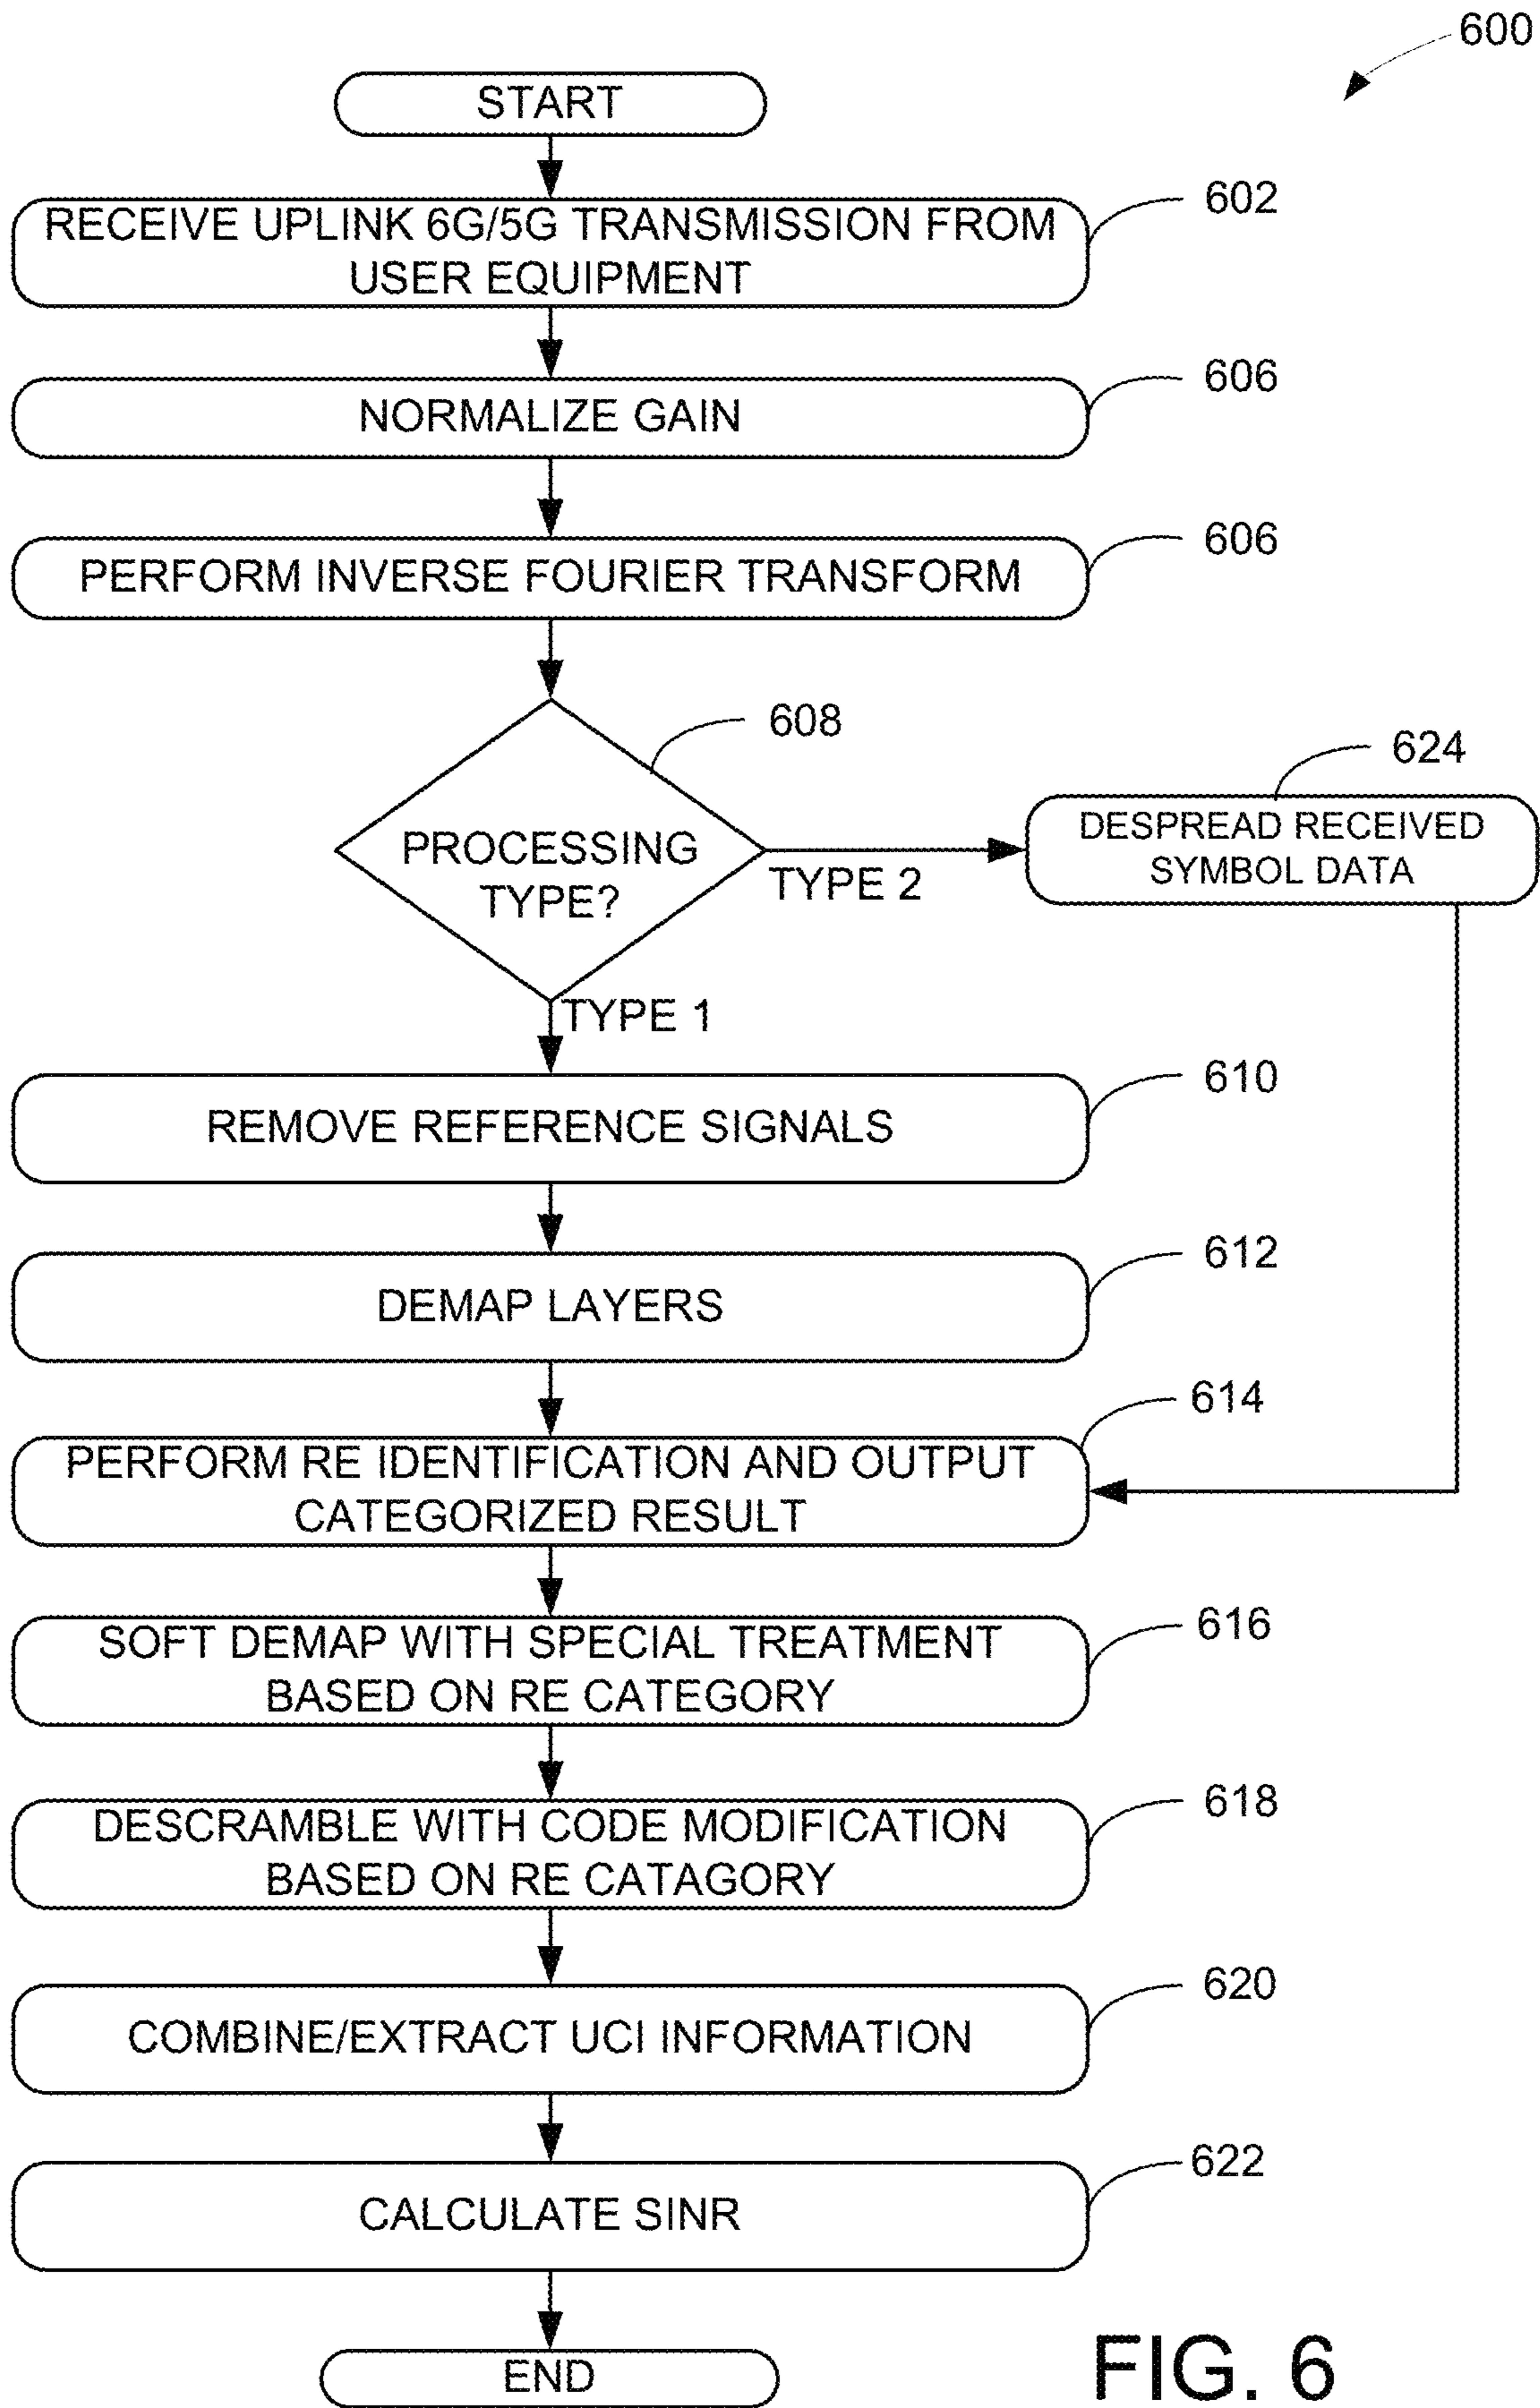 600
START
602
RECEIVE UPLINK 6G/5G TRANSMISSION FROM
USER EQUIPMENT
606
NORMALIZE GAIN
606
PERFORM INVERSE FOURIER TRANSFORM
608
PROCESSING
TYPE?
TYPE 2
624
DESPREAD RECEIVED
SYMBOL DATA
TYPE 1
610
REMOVE REFERENCE SIGNALS
612
DEMAP LAYERS
614
PERFORM RE IDENTIFICATION AND OUTPUT
CATEGORIZED RESULT
616
SOFT DEMAP WITH SPECIAL TREATMENT
BASED ON RE CATEGORY
618
DESCRAMBLE WITH CODE MODIFICATION
BASED ON RE CATAGORY
620
COMBINE/EXTRACT UCI INFORMATION
622
CALCULATE SINR
END
FIG. 6